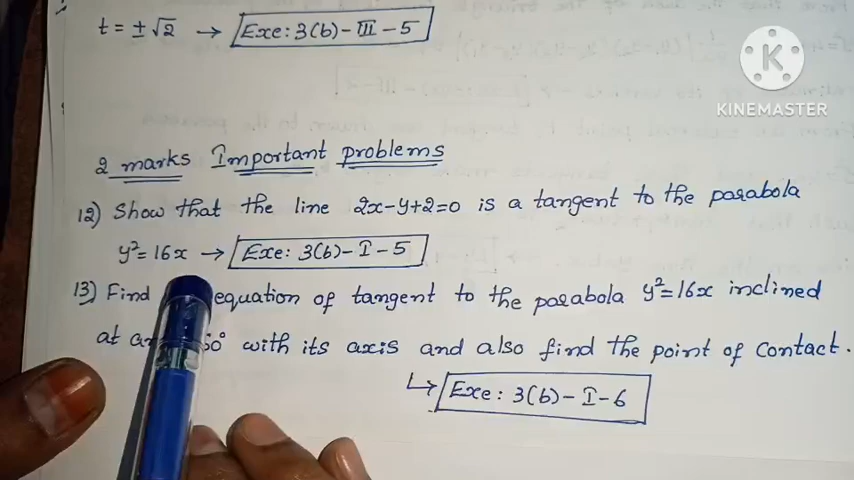 t = ±√2 → Exe: 3(b)-III-5
KINEMASTER
2 marks Important problems
12) Show that the line 2x-y+2=0 is a tangent to the parabola
y²=16x → Exe: 3(b)-I-5
13) Find equation of tangent to the parabola y²=16x inclined
at with its axis and also find the point of contact.
↳ Exe: 3(b)-I-6